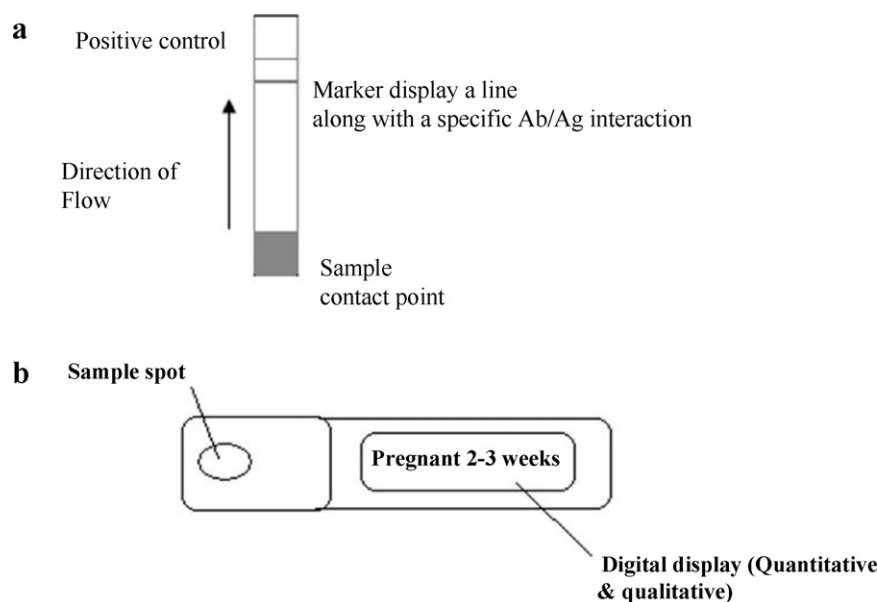 a
Positive control
Marker display a line
along with a specific Ab/Ag interaction
Direction of
Flow
Sample
contact point
b
Sample spot
Pregnant 2-3 weeks
Digital display (Quantitative
& qualitative)